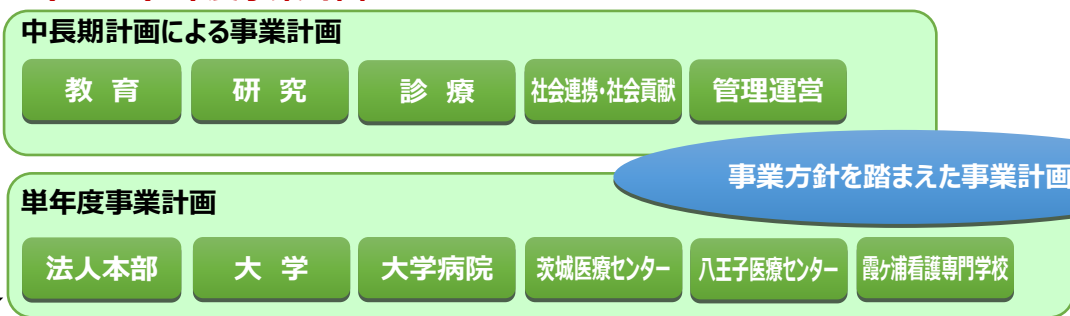 中長期計画による事業計画
教 育
研 究
診 療
社会連携・社会貢献
管理運営
事業方針を踏まえた事業計画
単年度事業計画
法人本部
大 学
大学病院
茨城医療センター
八王子医療センター
霞ヶ浦看護専門学校